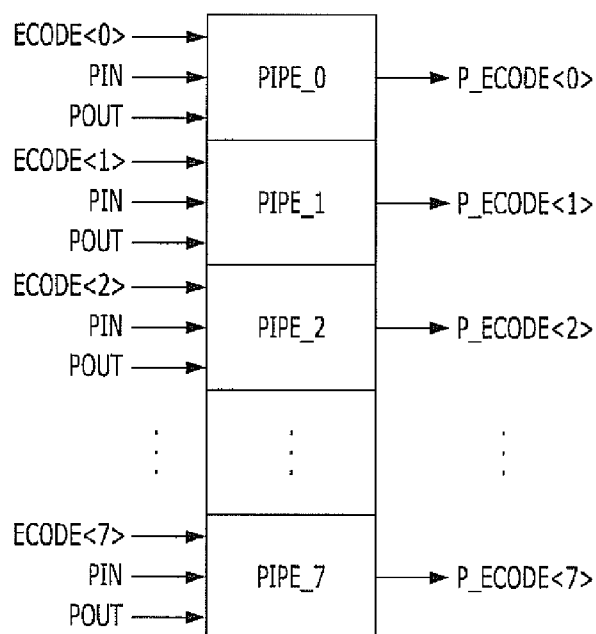 ECODE<0>
PIN PIPE_0 P_ECODE<0>
POUT
ECODE<1>
PIN PIPE_1 P_ECODE<1>
POUT
ECODE<2>
PIN PIPE_2 P_ECODE<2>
POUT
ECODE<7>
PIN PIPE_7 P_ECODE<7>
POUT